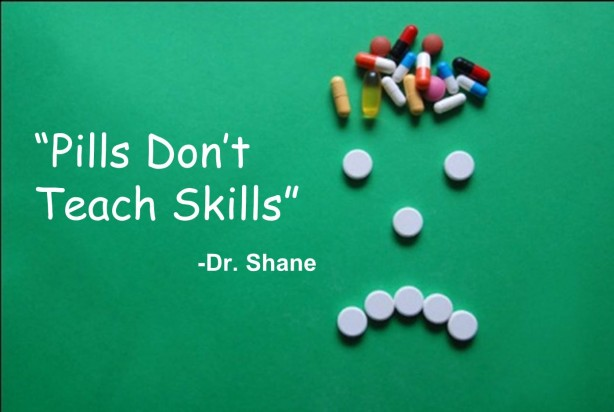 “Pills Don’t
Teach Skills”
-Dr. Shane